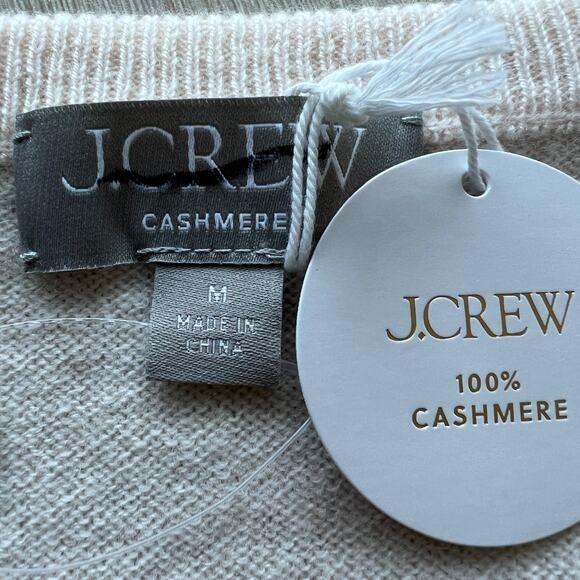 J.CREW
CASHMERE
M
MADE IN
CHINA
J.CREW
100%
CASHMERE